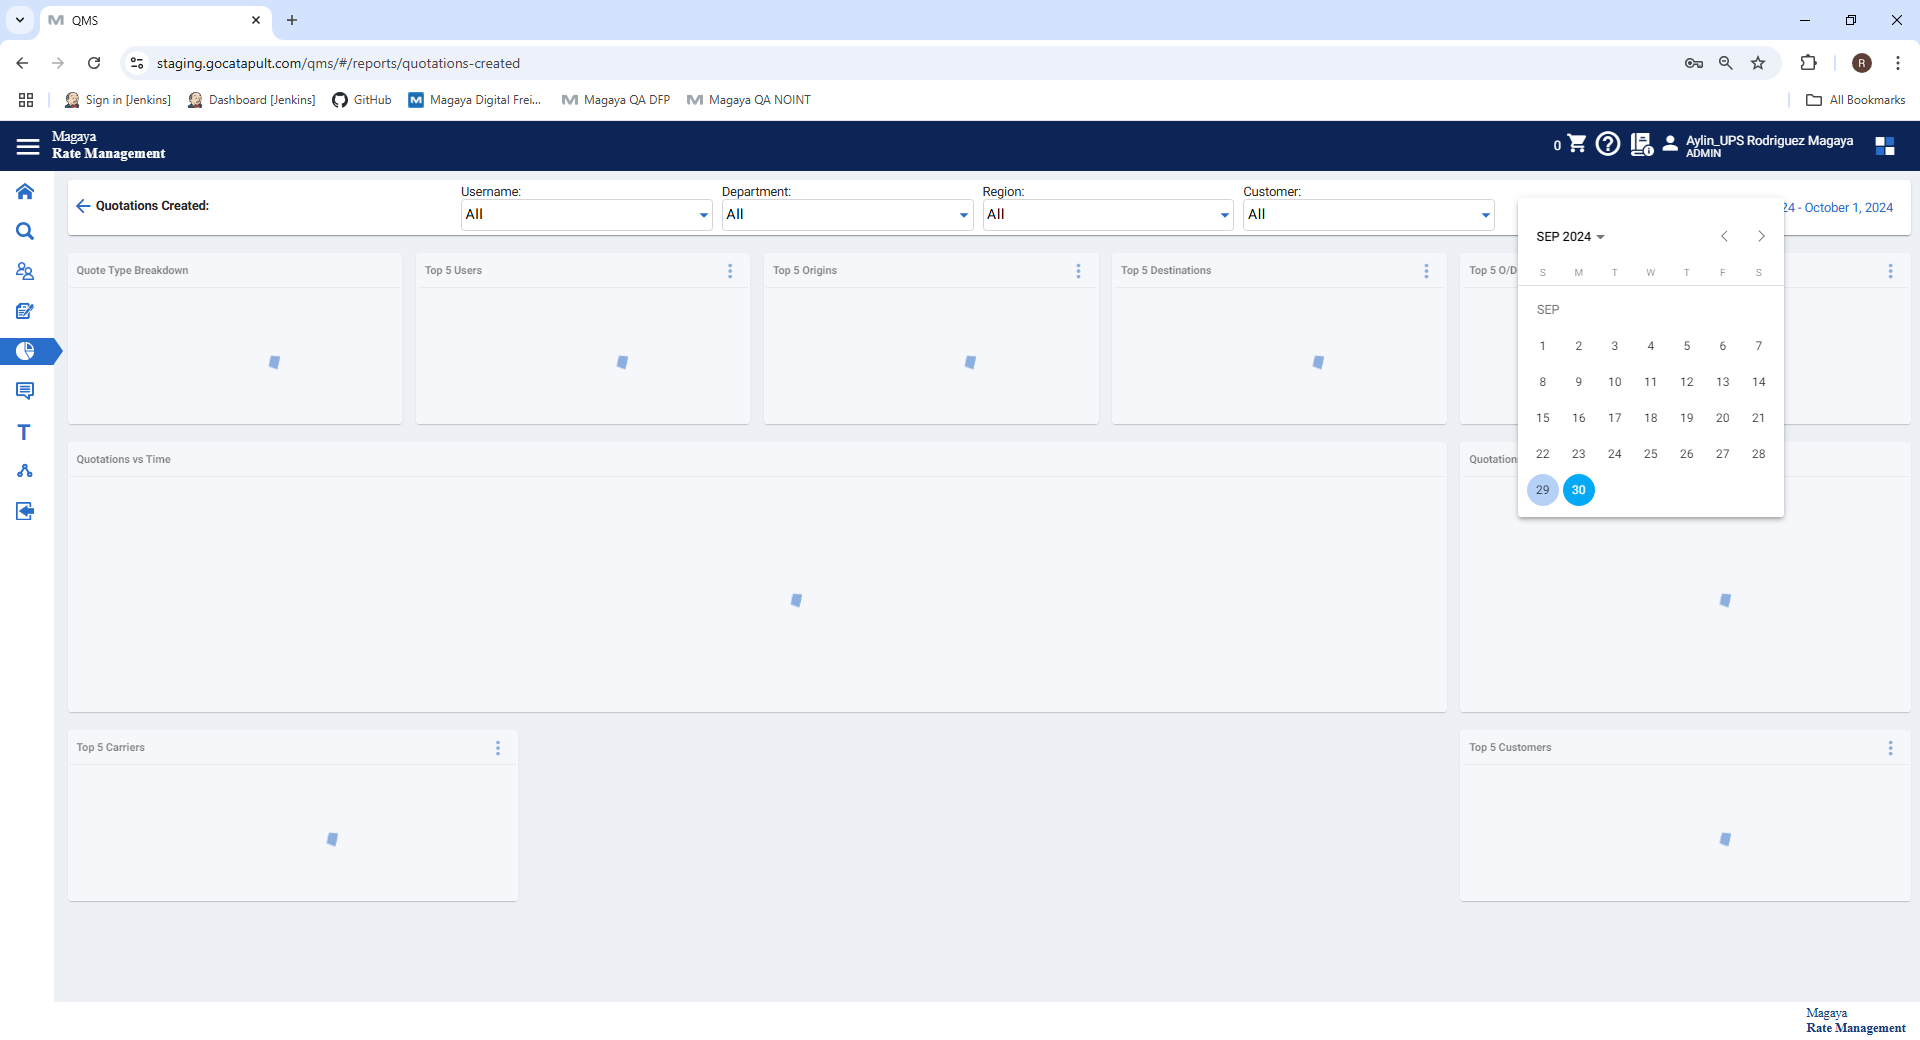 QMS
staging.gocatapult.com/qms/#/reports/quotations-created
R
Sign in [Jenkins]
Dashboard [Jenkins]
GitHub
Magaya Digital Frei...
Magaya QA DFP
Magaya QA NOINT
All Bookmarks
Magaya
Rate Management
0
Aylin_UPS Rodriguez Magaya
ADMIN
Quotations Created:
Username:
All
Department:
All
Region:
All
Customer:
All
24 - October 1, 2024
SEP 2024
S M T W T F S
SEP
1 2 3 4 5 6 7
8 9 10 11 12 13 14
15 16 17 18 19 20 21
22 23 24 25 26 27 28
29 30
Quote Type Breakdown
Top 5 Users
Top 5 Origins
Top 5 Destinations
Top 5 O/D
T
Quotations vs Time
Quotations
Top 5 Carriers
Top 5 Customers
Magaya
Rate Management